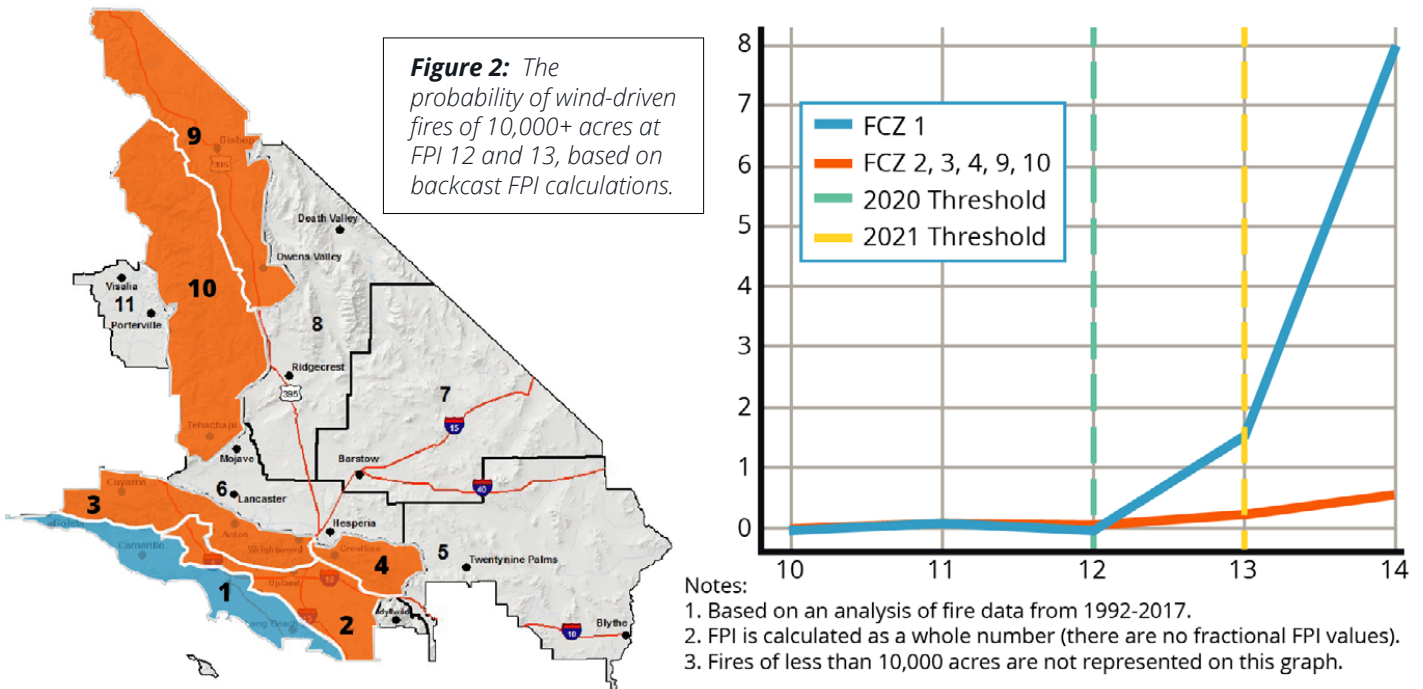 Figure 2: The
probability of wind-driven
fires of 10,000+ acres at
FPI 12 and 13, based on
backcast FPI calculations.
9
Bishop
395
Death Valley
Owens Valley
10
Visalia
11
Porterville
8
Ridgecrest
395
7
15
Tehachapi
Mojave
Barstow
40
6
Lancaster
Cuyama
3
Hesperia
Acton
Wrightwood
Crestline
5
4
Twentynine Palms
Goleta
Camarillo
5
Upland
10
1
Long Beach
5
2
Idyllwild
10
Blythe
8
7
6
5
4
3
2
1
0
10
11
12
13
14
FCZ 1
FCZ 2, 3, 4, 9, 10
2020 Threshold
2021 Threshold
Notes:
1. Based on an analysis of fire data from 1992-2017.
2. FPI is calculated as a whole number (there are no fractional FPI values).
3. Fires of less than 10,000 acres are not represented on this graph.